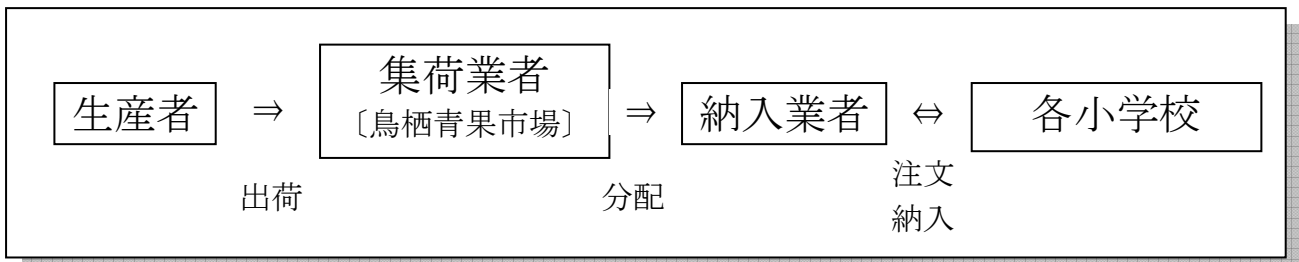 生産者 ⇒ 集荷業者 ⇒ 納入業者 ⇔ 各小学校
〔鳥栖青果市場〕
出荷 分配 注文
納入